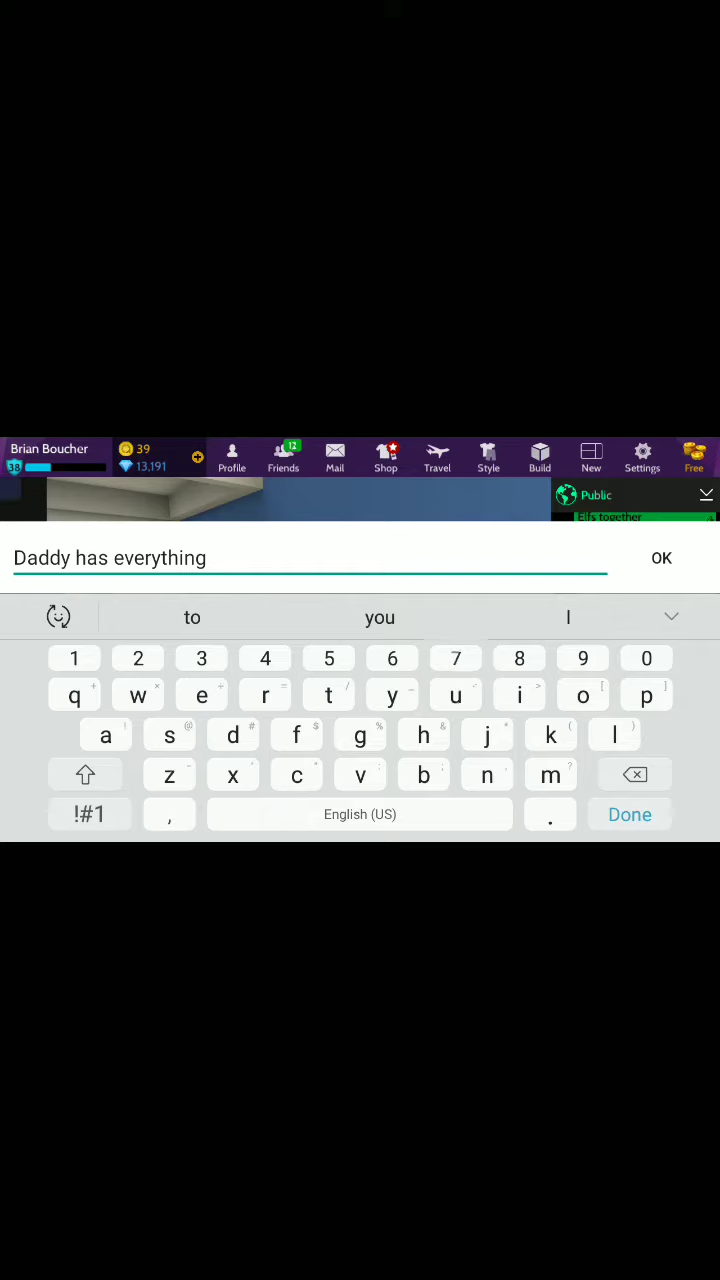 Brian Boucher
38
39
13,191
Profile
12
Friends
Mail
Shop
Travel
Style
Build
New
Settings
Free
Public
Elfs together
Daddy has everything
OK
to you I
1 2 3 4 5 6 7 8 9 0
q w e r t y u i o p
a s d f g h j k l
z x c v b n m
!#1 , English (US) . Done